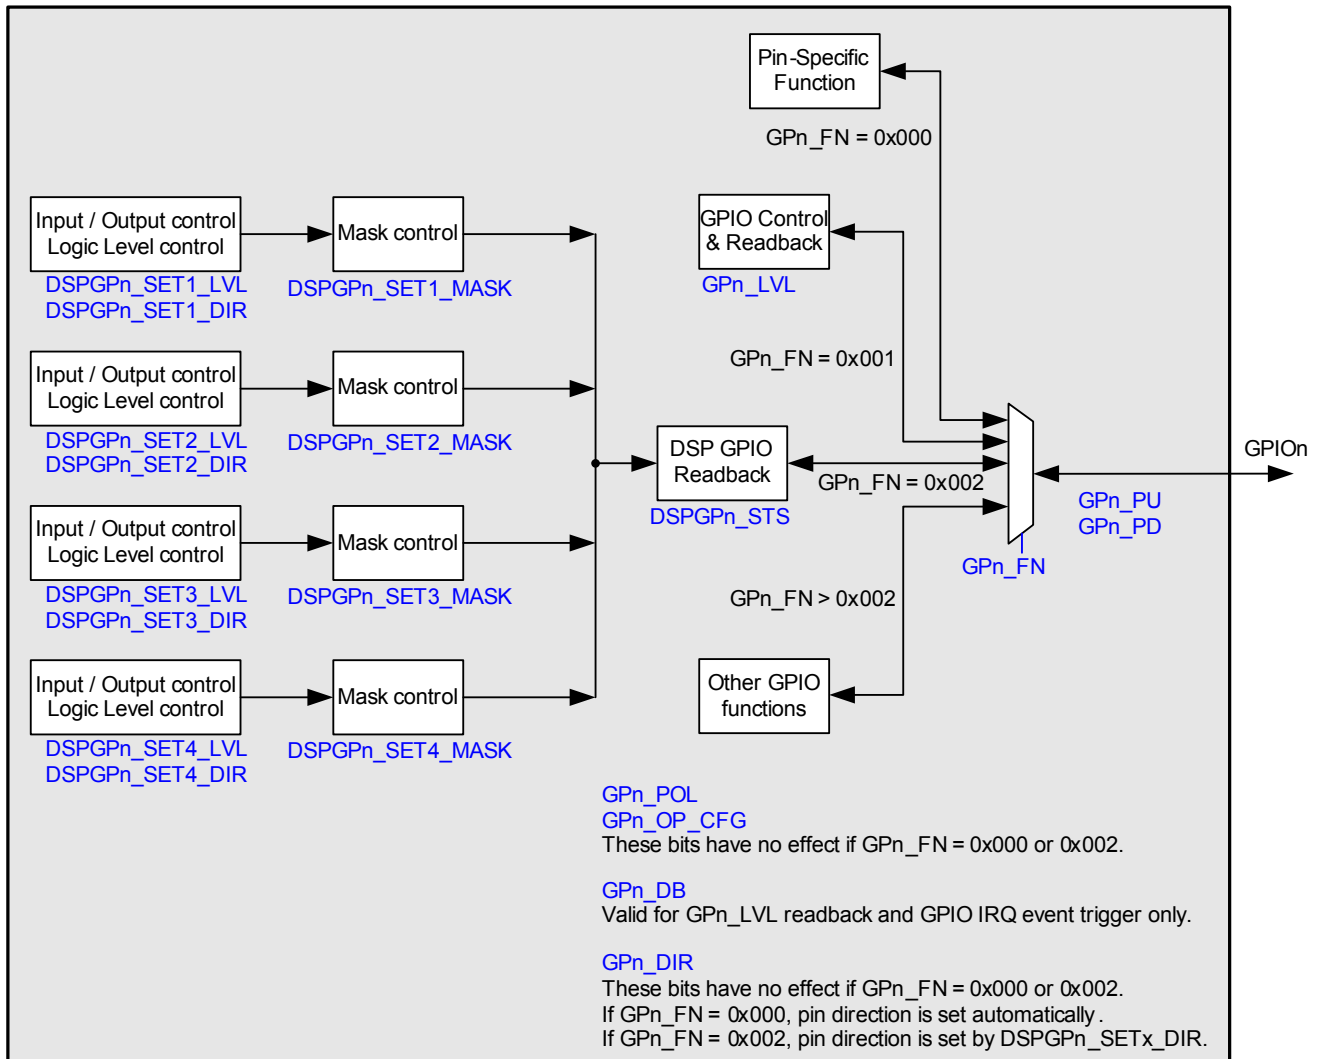 Pin-Specific
Function
GPn_FN = 0x000
Input / Output control
Logic Level control
DSPGPn_SET1_LVL
DSPGPn_SET1_DIR
Mask control
DSPGPn_SET1_MASK
GPIO Control
& Readback
GPn_LVL
GPn_FN = 0x001
Input / Output control
Logic Level control
DSPGPn_SET2_LVL
DSPGPn_SET2_DIR
Mask control
DSPGPn_SET2_MASK
DSP GPIO
Readback
DSPGPn_STS
GPn_FN = 0x002
GPIOn
GPn_PU
GPn_PD
GPn_FN
Input / Output control
Logic Level control
DSPGPn_SET3_LVL
DSPGPn_SET3_DIR
Mask control
DSPGPn_SET3_MASK
GPn_FN > 0x002
Input / Output control
Logic Level control
DSPGPn_SET4_LVL
DSPGPn_SET4_DIR
Mask control
DSPGPn_SET4_MASK
Other GPIO
functions
GPn_POL
GPn_OP_CFG
These bits have no effect if GPn_FN = 0x000 or 0x002.
GPn_DB
Valid for GPn_LVL readback and GPIO IRQ event trigger only.
GPn_DIR
These bits have no effect if GPn_FN = 0x000 or 0x002.
If GPn_FN = 0x000, pin direction is set automatically.
If GPn_FN = 0x002, pin direction is set by DSPGPn_SETx_DIR.